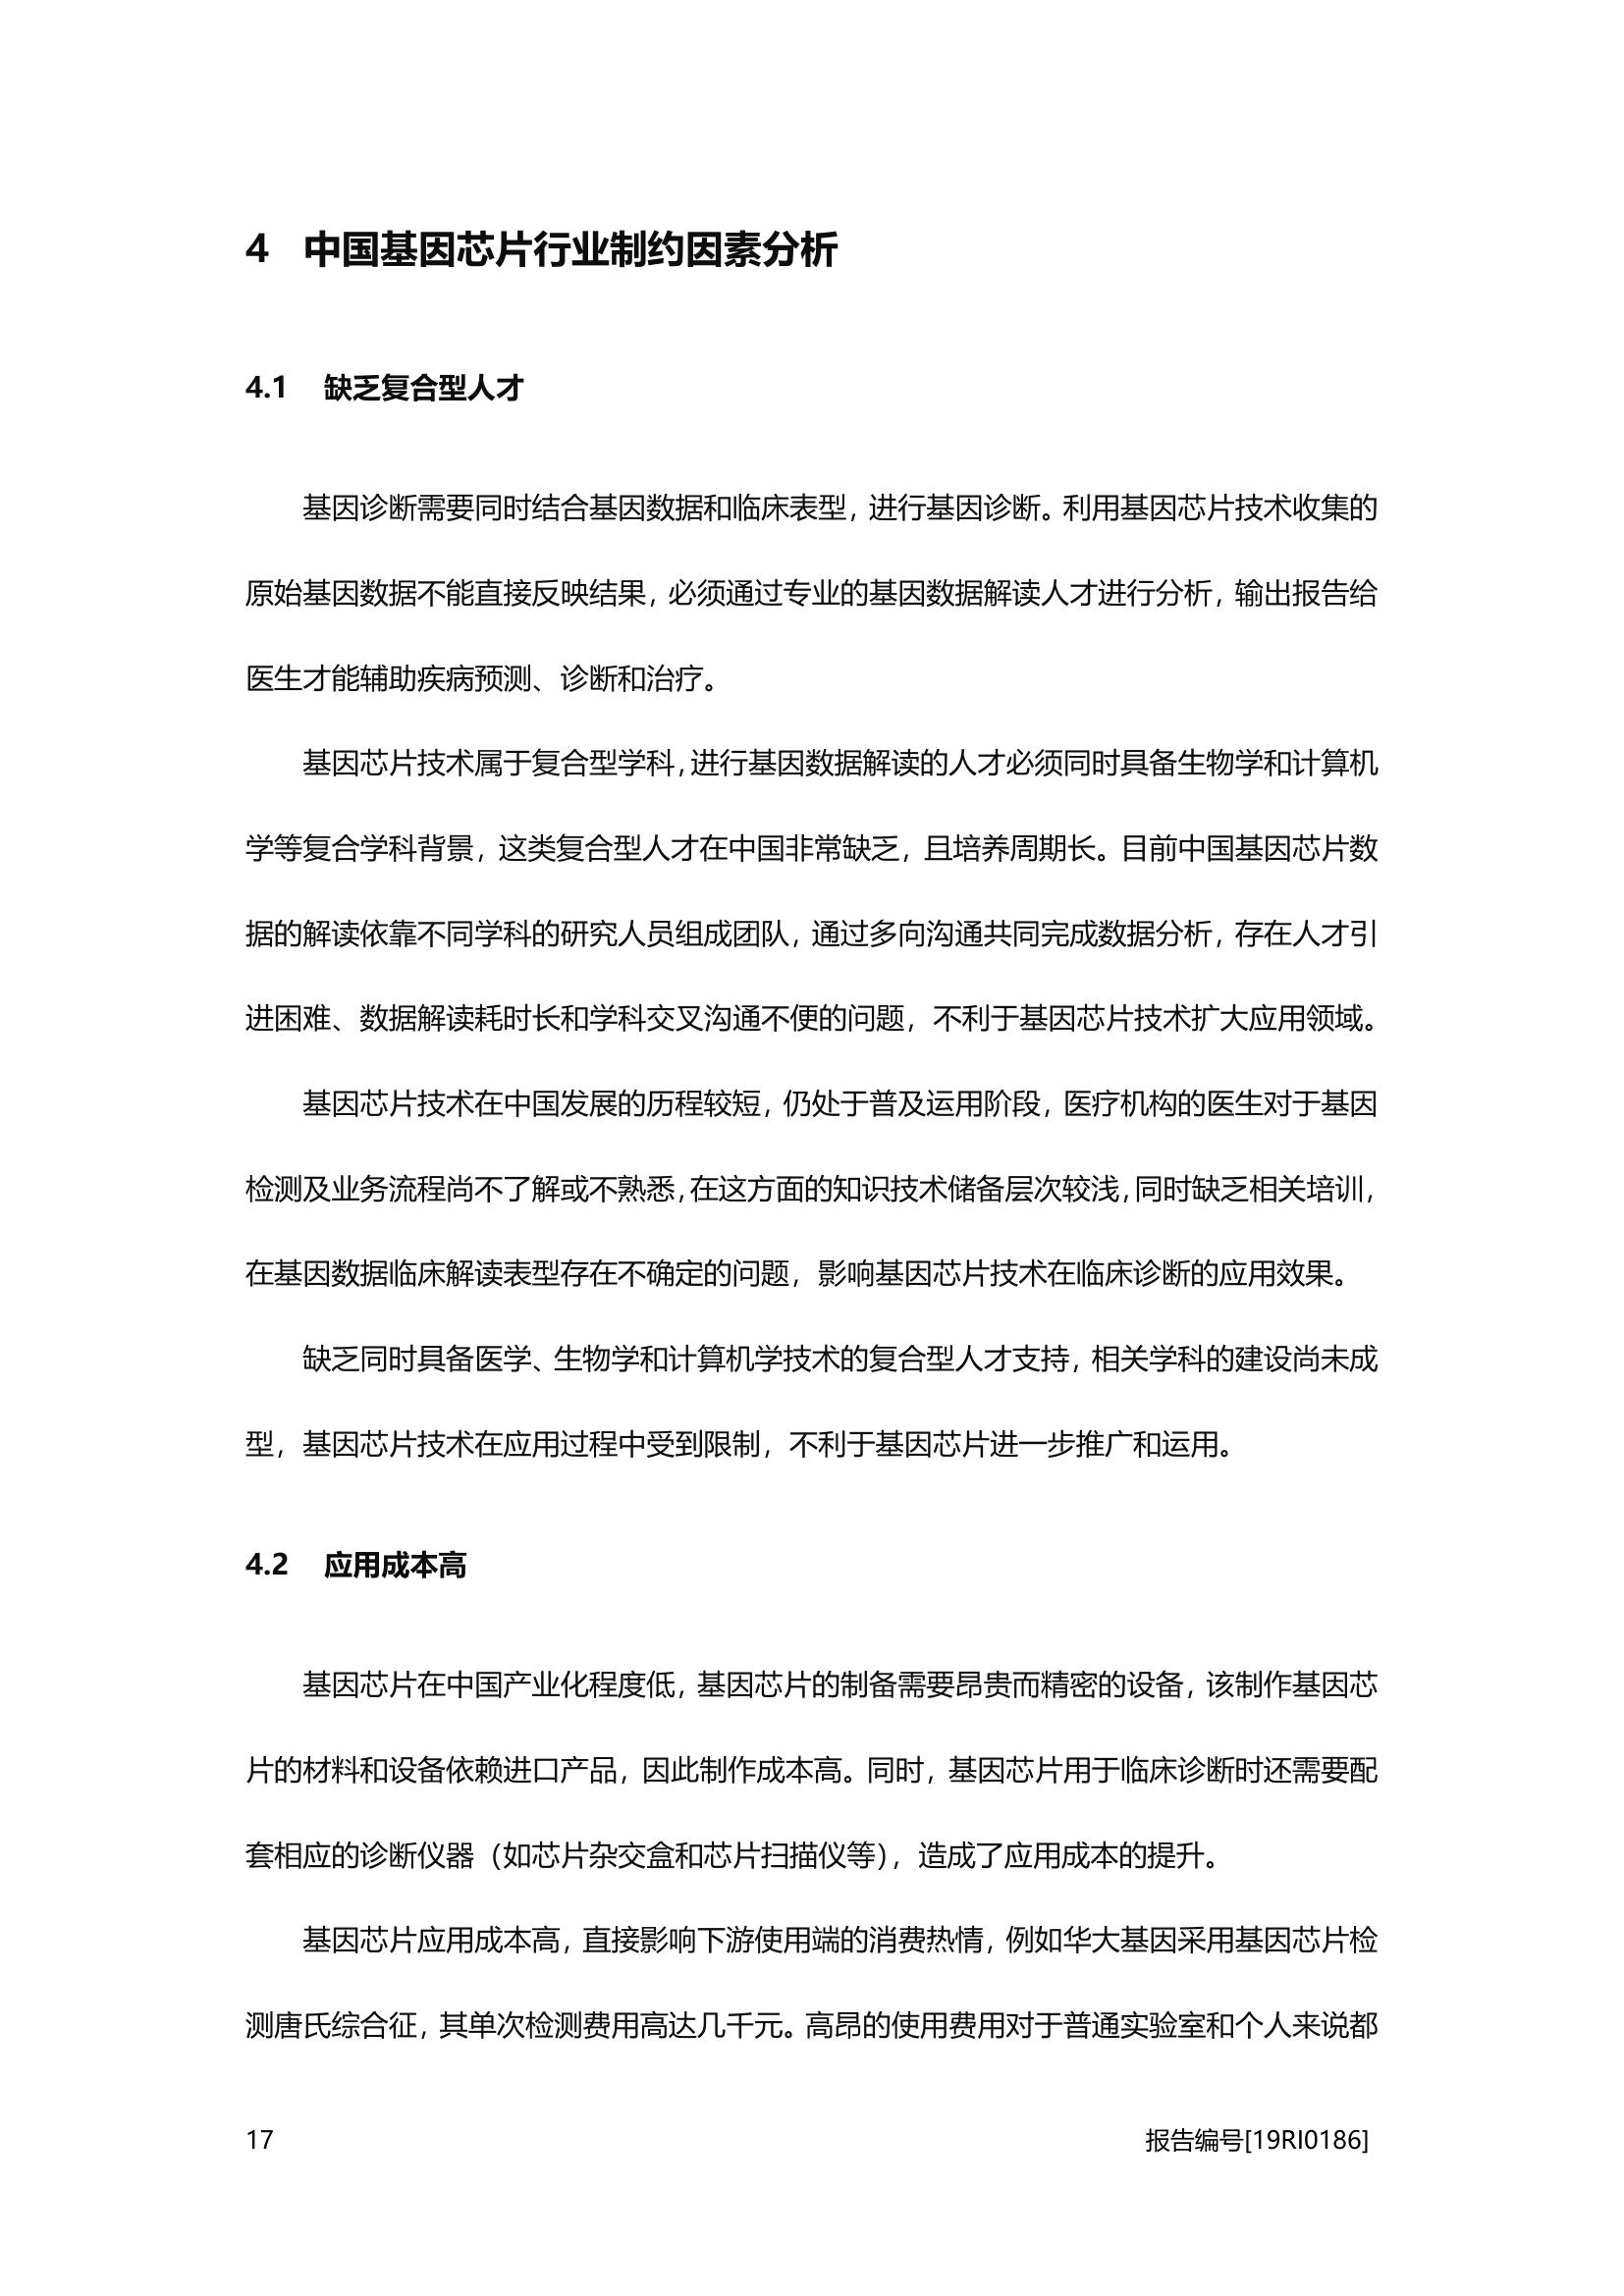 4 中国基因芯片行业制约因素分析
4.1 缺乏复合型人才
基因诊断需要同时结合基因数据和临床表型，进行基因诊断。利用基因芯片技术收集的
原始基因数据不能直接反映结果，必须通过专业的基因数据解读人才进行分析，输出报告给
医生才能辅助疾病预测、诊断和治疗。
基因芯片技术属于复合型学科，进行基因数据解读的人才必须同时具备生物学和计算机
学等复合学科背景，这类复合型人才在中国非常缺乏，且培养周期长。目前中国基因芯片数
据的解读依靠不同学科的研究人员组成团队，通过多向沟通共同完成数据分析，存在人才引
进困难、数据解读耗时长和学科交叉沟通不便的问题，不利于基因芯片技术扩大应用领域。
基因芯片技术在中国发展的历程较短，仍处于普及运用阶段，医疗机构的医生对于基因
检测及业务流程尚不了解或不熟悉，在这方面的知识技术储备层次较浅，同时缺乏相关培训，
在基因数据临床解读表型存在不确定的问题，影响基因芯片技术在临床诊断的应用效果。
缺乏同时具备医学、生物学和计算机学技术的复合型人才支持，相关学科的建设尚未成
型，基因芯片技术在应用过程中受到限制，不利于基因芯片进一步推广和运用。
4.2 应用成本高
基因芯片在中国产业化程度低，基因芯片的制备需要昂贵而精密的设备，该制作基因芯
片的材料和设备依赖进口产品，因此制作成本高。同时，基因芯片用于临床诊断时还需要配
套相应的诊断仪器（如芯片杂交盒和芯片扫描仪等），造成了应用成本的提升。
基因芯片应用成本高，直接影响下游使用端的消费热情，例如华大基因采用基因芯片检
测唐氏综合征，其单次检测费用高达几千元。高昂的使用费用对于普通实验室和个人来说都
17 报告编号[19RI0186]